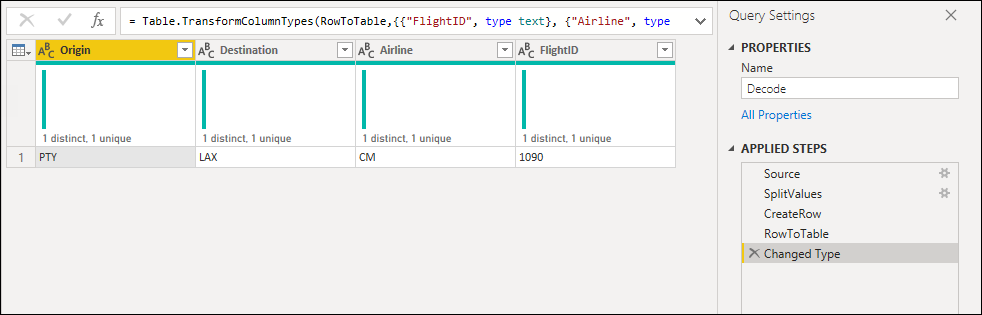 = Table.TransformColumnTypes(RowToTable,{{"FlightID", type text}, {"Airline", type
Query Settings
PROPERTIES
Name
Decode
All Properties
APPLIED STEPS
Source
SplitValues
CreateRow
RowToTable
Changed Type
fx
ABC Origin ABC Destination ABC Airline ABC FlightID
1 distinct, 1 unique 1 distinct, 1 unique 1 distinct, 1 unique 1 distinct, 1 unique
1 PTY LAX CM 1090